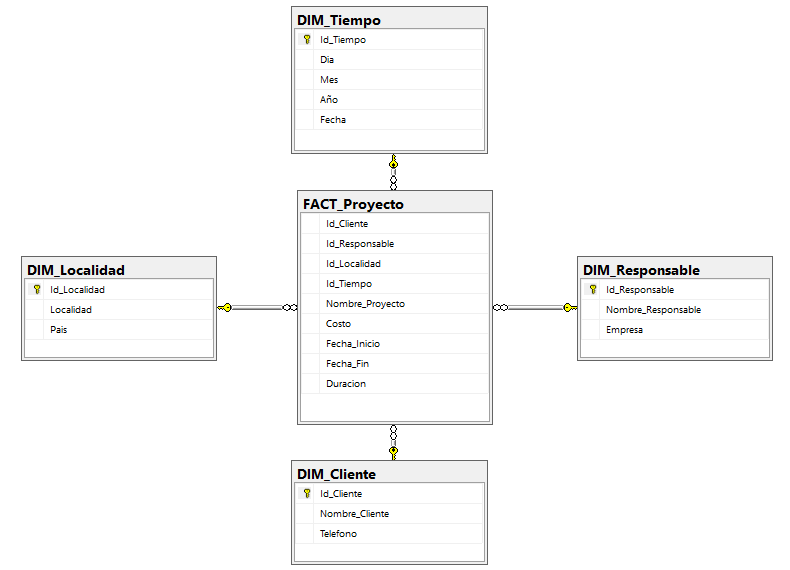 DIM_Tiempo
Id_Tiempo
Dia
Mes
Año
Fecha
FACT_Proyecto
Id_Cliente
Id_Responsable
Id_Localidad
Id_Tiempo
Nombre_Proyecto
Costo
Fecha_Inicio
Fecha_Fin
Duracion
DIM_Localidad
Id_Localidad
Localidad
Pais
DIM_Responsable
Id_Responsable
Nombre_Responsable
Empresa
DIM_Cliente
Id_Cliente
Nombre_Cliente
Telefono